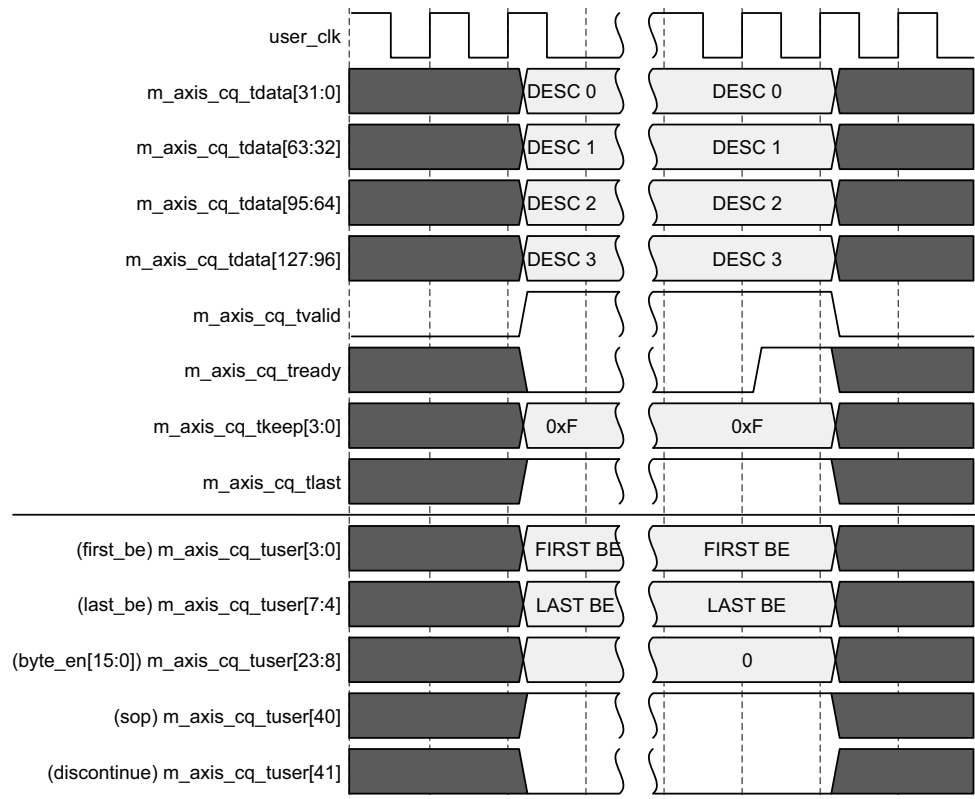 user_clk
m_axis_cq_tdata[31:0] DESC 0 DESC 0
m_axis_cq_tdata[63:32] DESC 1 DESC 1
m_axis_cq_tdata[95:64] DESC 2 DESC 2
m_axis_cq_tdata[127:96] DESC 3 DESC 3
m_axis_cq_tvalid
m_axis_cq_tready
m_axis_cq_tkeep[3:0] 0xF 0xF
m_axis_cq_tlast
(first_be) m_axis_cq_tuser[3:0] FIRST BE FIRST BE
(last_be) m_axis_cq_tuser[7:4] LAST BE LAST BE
(byte_en[15:0]) m_axis_cq_tuser[23:8] 0
(sop) m_axis_cq_tuser[40]
(discontinue) m_axis_cq_tuser[41]